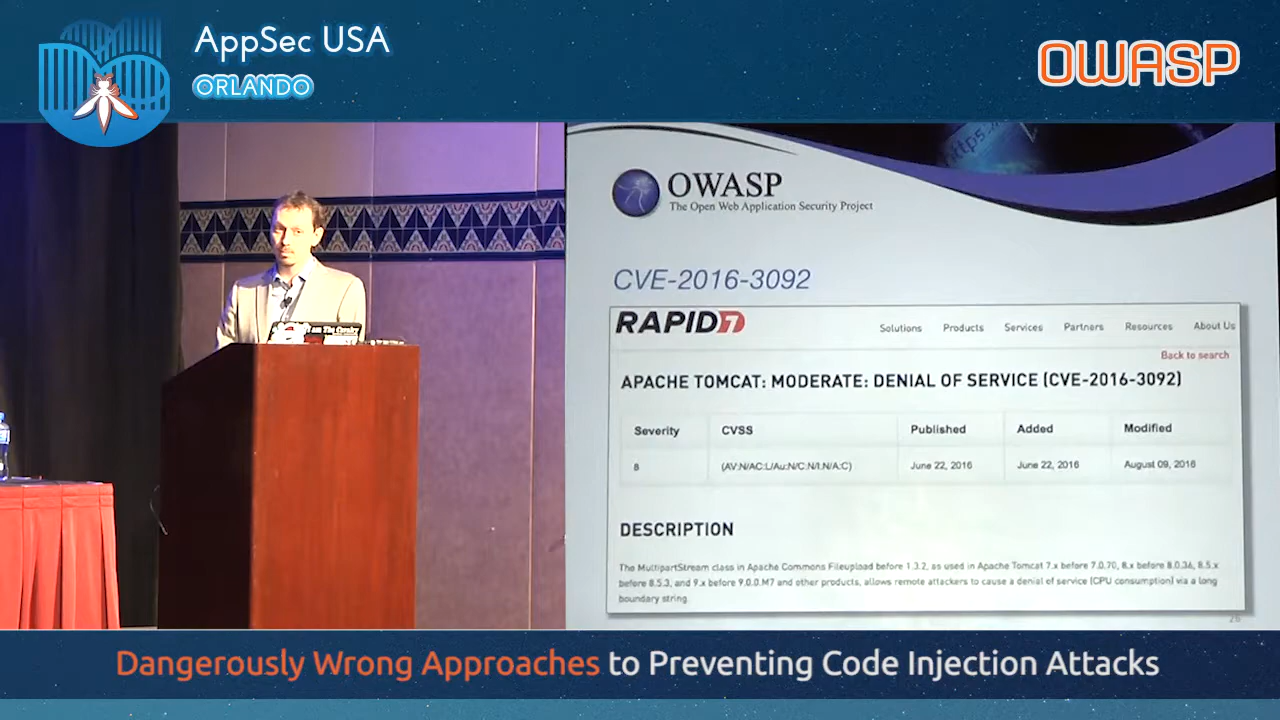 AppSec USA
ORLANDO
OWASP
https:
OWASP
The Open Web Application Security Project
CVE-2016-3092
RAPID7
Solutions Products Services Partners Resources About Us
Back to search
APACHE TOMCAT: MODERATE: DENIAL OF SERVICE (CVE-2016-3092)
Severity CVSS Published Added Modified
8 (AV:N/AC:L/Au:N/C:N/I:N/A:C) June 22, 2016 June 22, 2016 August 09, 2016
DESCRIPTION
The MultipartStream class in Apache Commons Fileupload before 1.3.2, as used in Apache Tomcat 7.x before 7.0.70, 8.x before 8.0.36, 8.5.x
before 8.5.3, and 9.x before 9.0.0.M7 and other products, allows remote attackers to cause a denial of service (CPU consumption) via a long
boundary string.
26
am The Cavalry
Dangerously Wrong Approaches to Preventing Code Injection Attacks